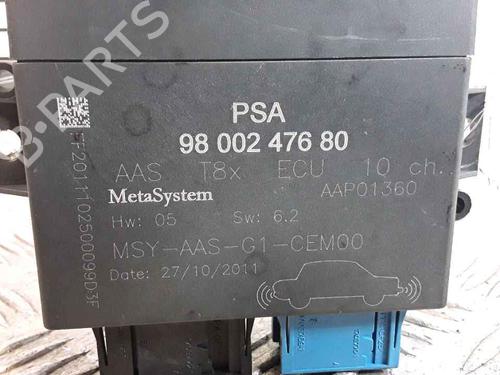 PSA
98 002 476 80
AAS T8x ECU 10 ch.
MetaSystem AAP01360
Hw: 05 Sw: 6.2
MSY-AAS-G1-CEM00
Date: 27/10/2011
B-PARTS
B-PARTS